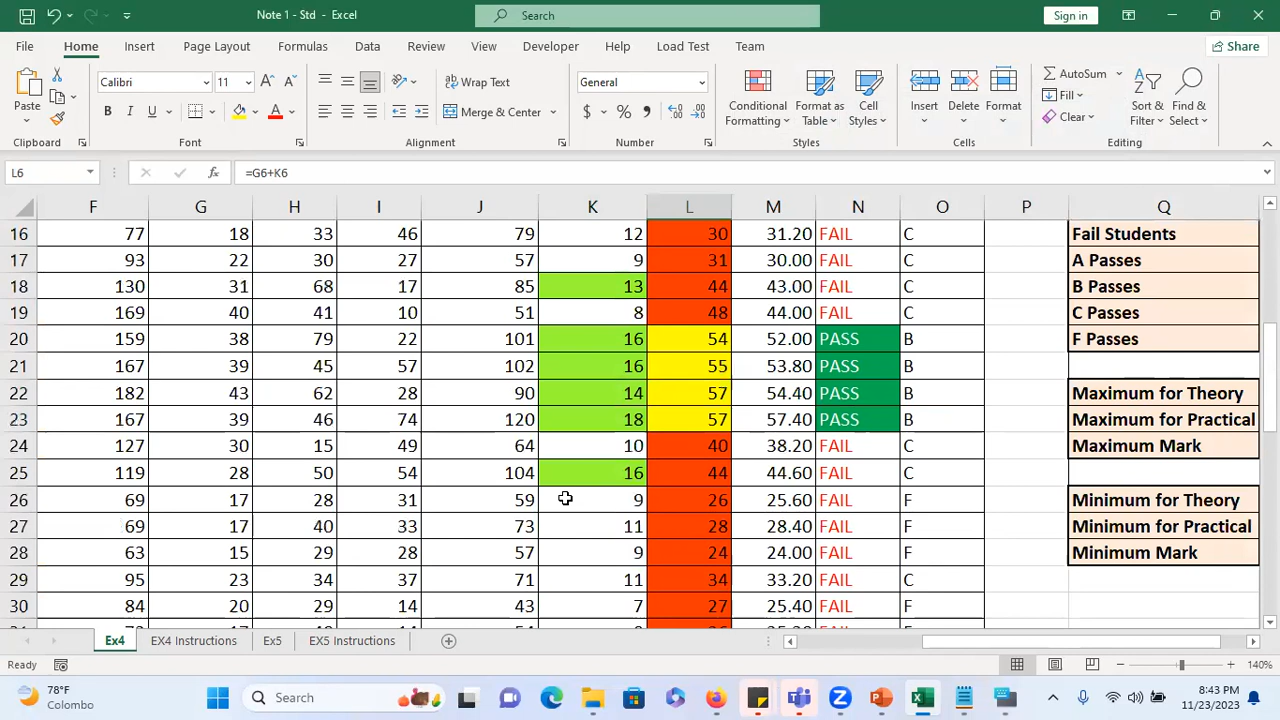 Note 1 - Std - Excel
Search
Sign in
File Home Insert Page Layout Formulas Data Review View Developer Help Load Test Team
Share
Paste
Calibri 11
B I U
Wrap Text
Merge & Center
General
$ % ,
Conditional Formatting
Format as Table
Cell Styles
Insert
Delete
Format
AutoSum
Fill
Clear
Sort & Filter
Find & Select
Clipboard Font Alignment Number Styles Cells Editing
L6 fx =G6+K6
F G H I J K L M N O P Q
16 77 18 33 46 79 12 30 31.20 FAIL C Fail Students
17 93 22 30 27 57 9 31 30.00 FAIL C A Passes
18 130 31 68 17 85 13 44 43.00 FAIL C B Passes
19 169 40 41 10 51 8 48 44.00 FAIL C C Passes
20 159 38 79 22 101 16 54 52.00 PASS B F Passes
21 167 39 45 57 102 16 55 53.80 PASS B
22 182 43 62 28 90 14 57 54.40 PASS B Maximum for Theory
23 167 39 46 74 120 18 57 57.40 PASS B Maximum for Practical
24 127 30 15 49 64 10 40 38.20 FAIL C Maximum Mark
25 119 28 50 54 104 16 44 44.60 FAIL C
26 69 17 28 31 59 9 26 25.60 FAIL F Minimum for Theory
27 69 17 40 33 73 11 28 28.40 FAIL F Minimum for Practical
28 63 15 29 28 57 9 24 24.00 FAIL F Minimum Mark
29 95 23 34 37 71 11 34 33.20 FAIL C
30 84 20 29 14 43 7 27 25.40 FAIL F
Ex4 EX4 Instructions Ex5 EX5 Instructions
Ready
140%
78°F
Colombo
Search
8:43 PM
11/23/2023